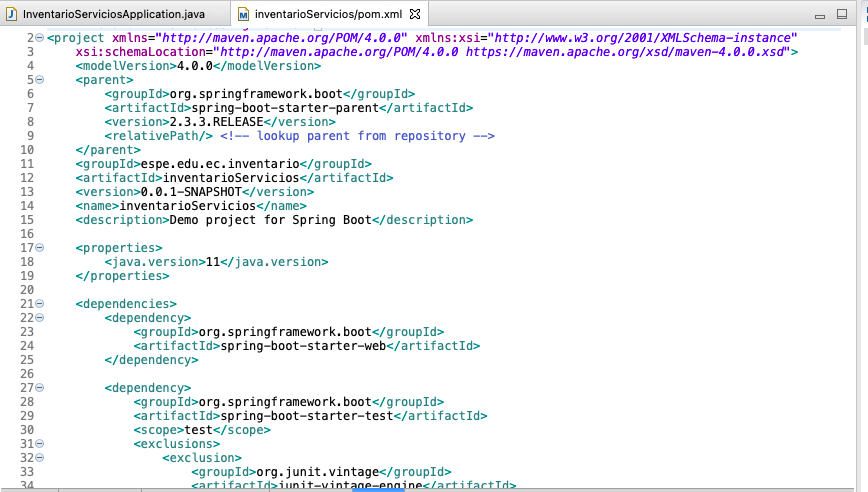 InventarioServiciosApplication.java
inventarioServicios/pom.xml
2 <project xmlns="http://maven.apache.org/POM/4.0.0" xmlns:xsi="http://www.w3.org/2001/XMLSchema-instance"
3 xsi:schemaLocation="http://maven.apache.org/POM/4.0.0 https://maven.apache.org/xsd/maven-4.0.0.xsd">
4 <modelVersion>4.0.0</modelVersion>
5 <parent>
6 <groupId>org.springframework.boot</groupId>
7 <artifactId>spring-boot-starter-parent</artifactId>
8 <version>2.3.3.RELEASE</version>
9 <relativePath/> <!-- lookup parent from repository -->
10 </parent>
11 <groupId>espe.edu.ec.inventario</groupId>
12 <artifactId>inventarioServicios</artifactId>
13 <version>0.0.1-SNAPSHOT</version>
14 <name>inventarioServicios</name>
15 <description>Demo project for Spring Boot</description>
16
17 <properties>
18 <java.version>11</java.version>
19 </properties>
20
21 <dependencies>
22 <dependency>
23 <groupId>org.springframework.boot</groupId>
24 <artifactId>spring-boot-starter-web</artifactId>
25 </dependency>
26
27 <dependency>
28 <groupId>org.springframework.boot</groupId>
29 <artifactId>spring-boot-starter-test</artifactId>
30 <scope>test</scope>
31 <exclusions>
32 <exclusion>
33 <groupId>org.junit.vintage</groupId>
34 <artifactId>junit-vintage-engine</artifactId>